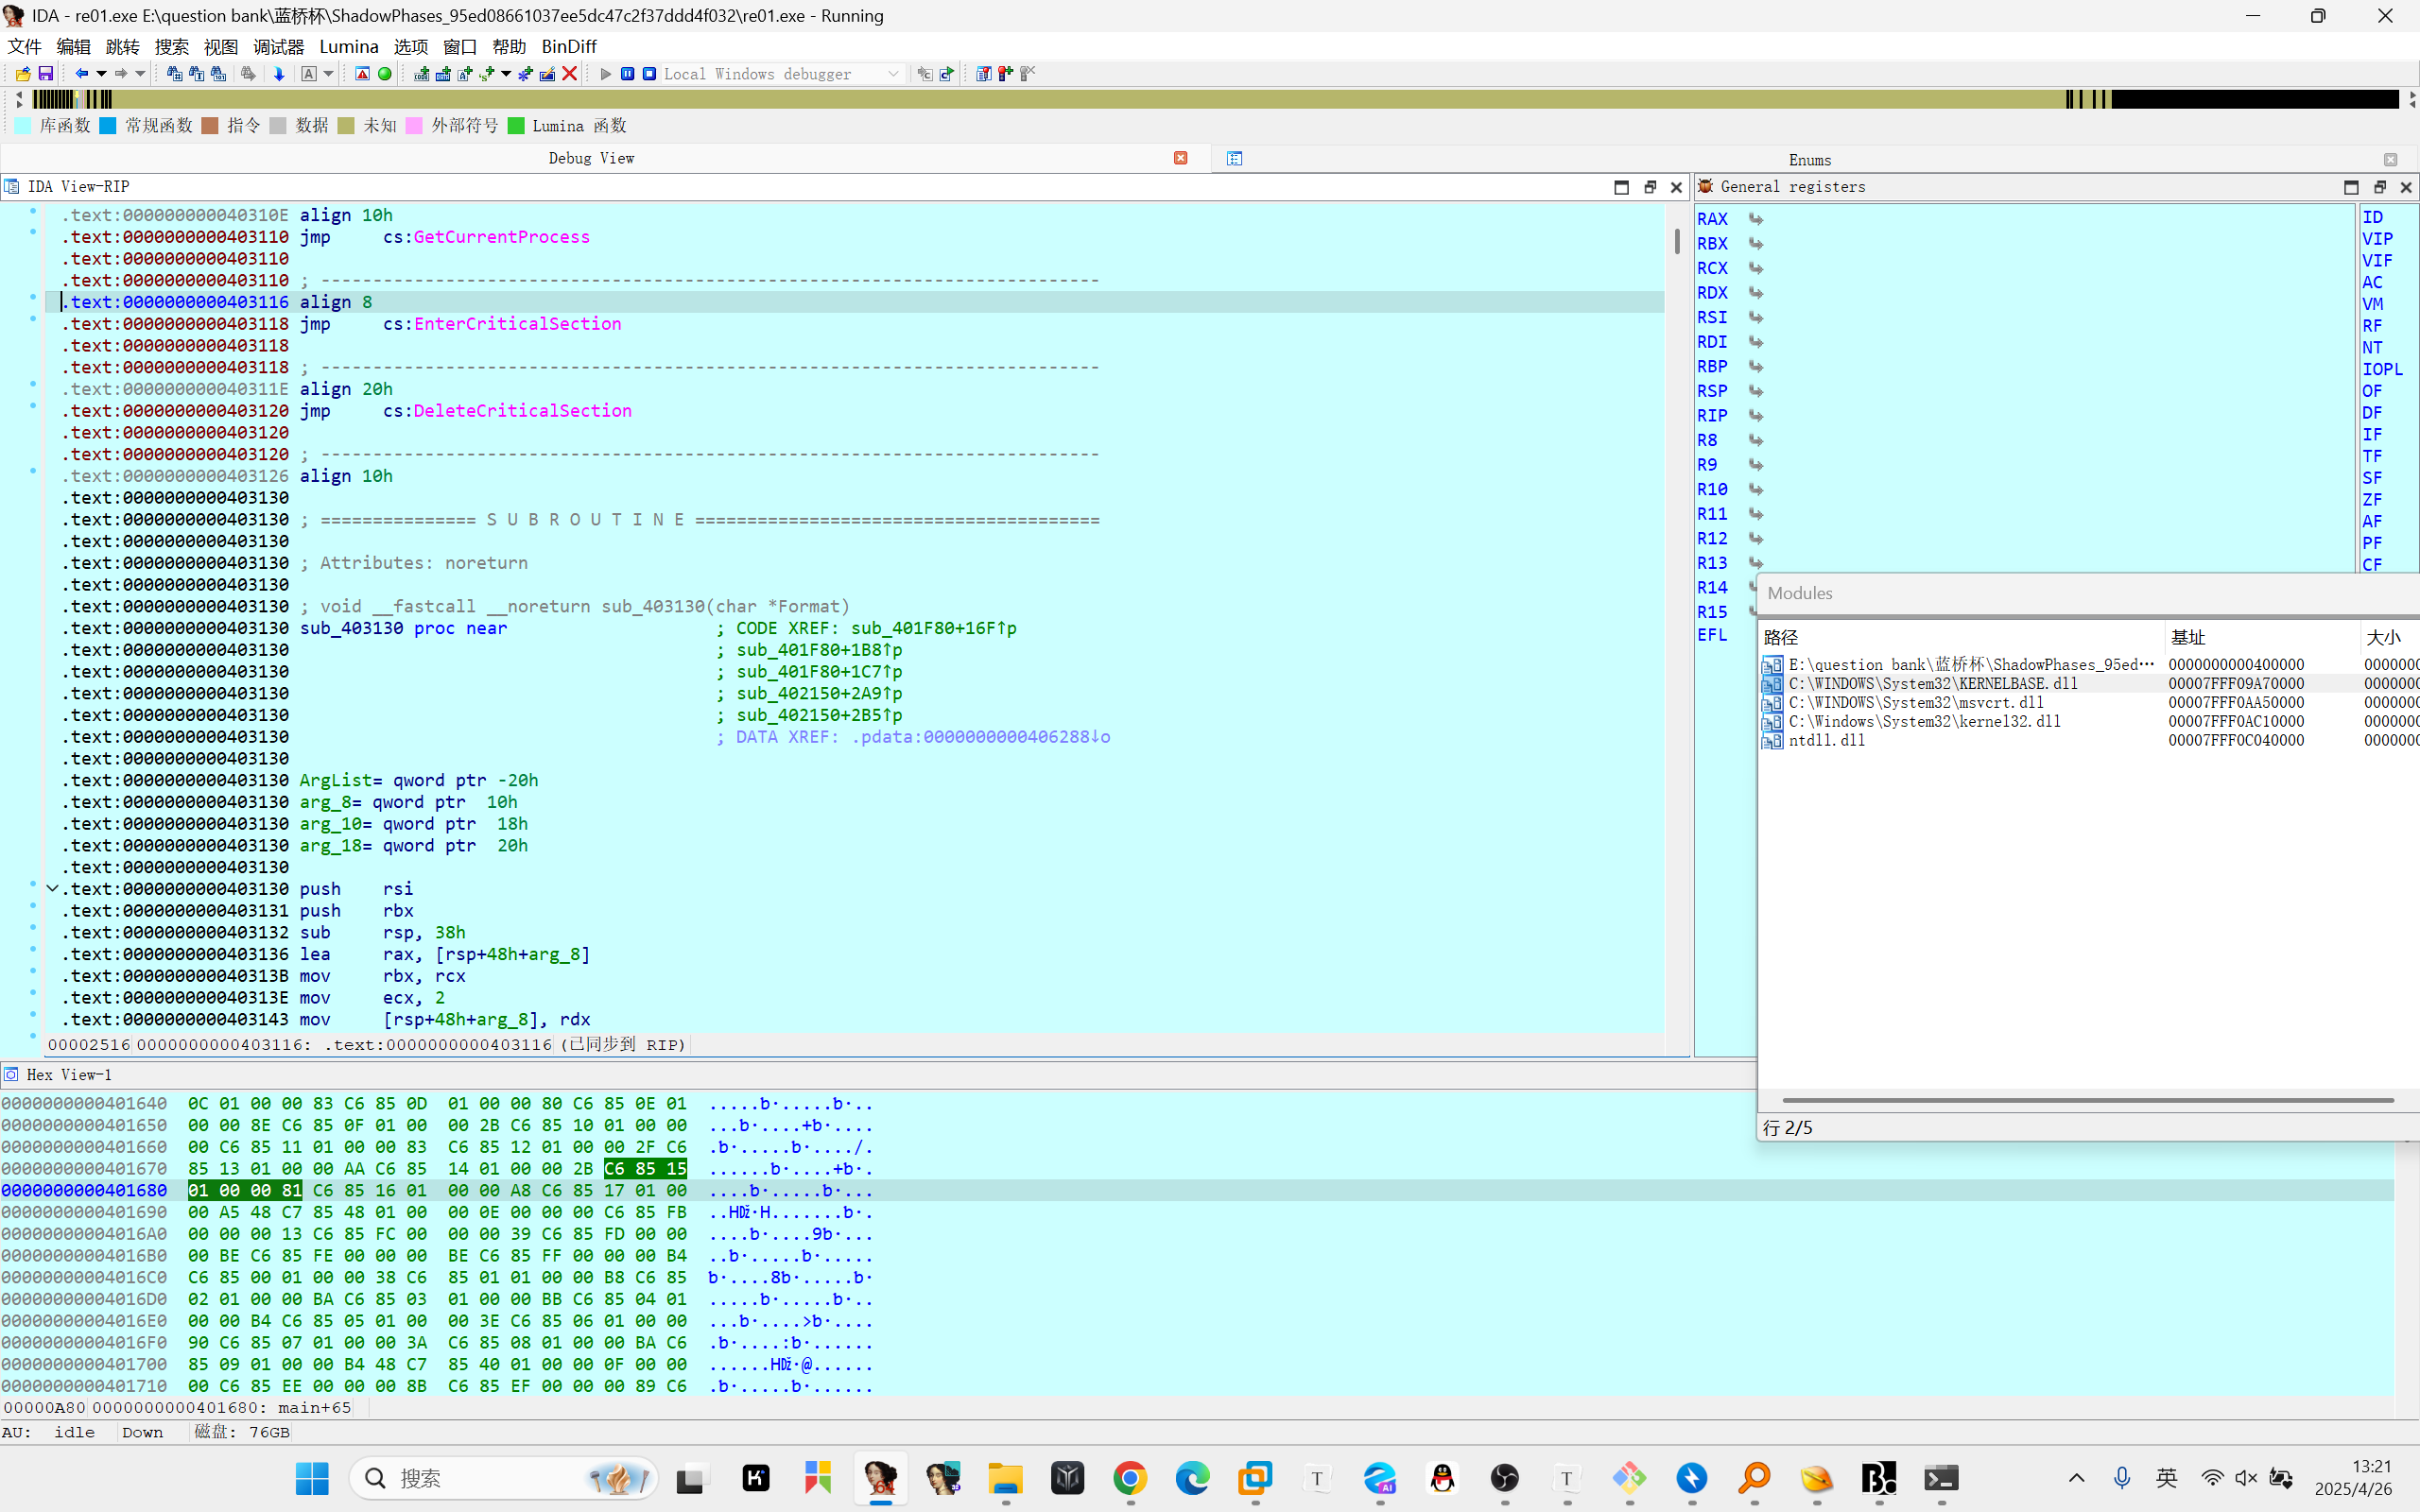 IDA - re01.exe E:\question bank\蓝桥杯\ShadowPhases_95ed08661037ee5dc47c2f37ddd4f032\re01.exe - Running
文件 编辑 跳转 搜索 视图 调试器 Lumina 选项 窗口 帮助 BinDiff
Local Windows debugger
库函数 常规函数 指令 数据 未知 外部符号 Lumina 函数
Debug View
Enums
IDA View-RIP
.text:000000000040310E align 10h
.text:0000000000403110 jmp     cs:GetCurrentProcess
.text:0000000000403110
.text:0000000000403110 ; ---------------------------------------------------------------------------
.text:0000000000403116 align 8
.text:0000000000403118 jmp     cs:EnterCriticalSection
.text:0000000000403118
.text:0000000000403118 ; ---------------------------------------------------------------------------
.text:000000000040311E align 20h
.text:0000000000403120 jmp     cs:DeleteCriticalSection
.text:0000000000403120
.text:0000000000403120 ; ---------------------------------------------------------------------------
.text:0000000000403126 align 10h
.text:0000000000403130
.text:0000000000403130 ; =============== S U B R O U T I N E =======================================
.text:0000000000403130
.text:0000000000403130 ; Attributes: noreturn
.text:0000000000403130
.text:0000000000403130 ; void __fastcall __noreturn sub_403130(char *Format)
.text:0000000000403130 sub_403130 proc near                    ; CODE XREF: sub_401F80+16F↑p
.text:0000000000403130                                         ; sub_401F80+1B8↑p
.text:0000000000403130                                         ; sub_401F80+1C7↑p
.text:0000000000403130                                         ; sub_402150+2A9↑p
.text:0000000000403130                                         ; sub_402150+2B5↑p
.text:0000000000403130                                         ; DATA XREF: .pdata:0000000000406288↓o
.text:0000000000403130
.text:0000000000403130 ArgList= qword ptr -20h
.text:0000000000403130 arg_8= qword ptr  10h
.text:0000000000403130 arg_10= qword ptr  18h
.text:0000000000403130 arg_18= qword ptr  20h
.text:0000000000403130
.text:0000000000403130 push    rsi
.text:0000000000403131 push    rbx
.text:0000000000403132 sub     rsp, 38h
.text:0000000000403136 lea     rax, [rsp+48h+arg_8]
.text:000000000040313B mov     rbx, rcx
.text:000000000040313E mov     ecx, 2
.text:0000000000403143 mov     [rsp+48h+arg_8], rdx
00002516 0000000000403116: .text:0000000000403116 (已同步到 RIP)
General registers
RAX
RBX
RCX
RDX
RSI
RDI
RBP
RSP
RIP
R8
R9
R10
R11
R12
R13
R14
R15
EFL
ID
VIP
VIF
AC
VM
RF
NT
IOPL
OF
DF
IF
TF
SF
ZF
AF
PF
CF
Modules
路径 基址 大小
E:\question bank\蓝桥杯\ShadowPhases_95ed… 0000000000400000 0000000
C:\WINDOWS\System32\KERNELBASE.dll 00007FFF09A70000 0000000
C:\WINDOWS\System32\msvcrt.dll 00007FFF0AA50000 0000000
C:\Windows\System32\kernel32.dll 00007FFF0AC10000 0000000
ntdll.dll 00007FFF0C040000 0000000
行 2/5
Hex View-1
0000000000401640  0C 01 00 00 83 C6 85 0D  01 00 00 80 C6 85 0E 01  .....b·.....b·..
0000000000401650  00 00 8E C6 85 0F 01 00  00 2B C6 85 10 01 00 00  ...b·....+b·....
0000000000401660  00 C6 85 11 01 00 00 83  C6 85 12 01 00 00 2F C6  .b·.....b·..../.
0000000000401670  85 13 01 00 00 AA C6 85  14 01 00 00 2B C6 85 15  ......b·....+b·.
0000000000401680  01 00 00 81 C6 85 16 01  00 00 A8 C6 85 17 01 00  ....b·.....b·...
0000000000401690  00 A5 48 C7 85 48 01 00  00 0E 00 00 00 C6 85 FB  ..Hǆ·H.......b·.
00000000004016A0  00 00 00 13 C6 85 FC 00  00 00 39 C6 85 FD 00 00  ....b·....9b·...
00000000004016B0  00 BE C6 85 FE 00 00 00  BE C6 85 FF 00 00 00 B4  ..b·.....b·.....
00000000004016C0  C6 85 00 01 00 00 38 C6  85 01 01 00 00 B8 C6 85  b·....8b·.....b·
00000000004016D0  02 01 00 00 BA C6 85 03  01 00 00 BB C6 85 04 01  .....b·.....b·..
00000000004016E0  00 00 B4 C6 85 05 01 00  00 3E C6 85 06 01 00 00  ...b·....>b·....
00000000004016F0  90 C6 85 07 01 00 00 3A  C6 85 08 01 00 00 BA C6  .b·....:b·......
0000000000401700  85 09 01 00 00 B4 48 C7  85 40 01 00 00 0F 00 00  ......Hǆ·@......
0000000000401710  00 C6 85 EE 00 00 00 8B  C6 85 EF 00 00 00 89 C6  .b·.....b·......
00000A80 0000000000401680: main+65
AU:  idle  Down  磁盘: 76GB
搜索
英
13:21
2025/4/26